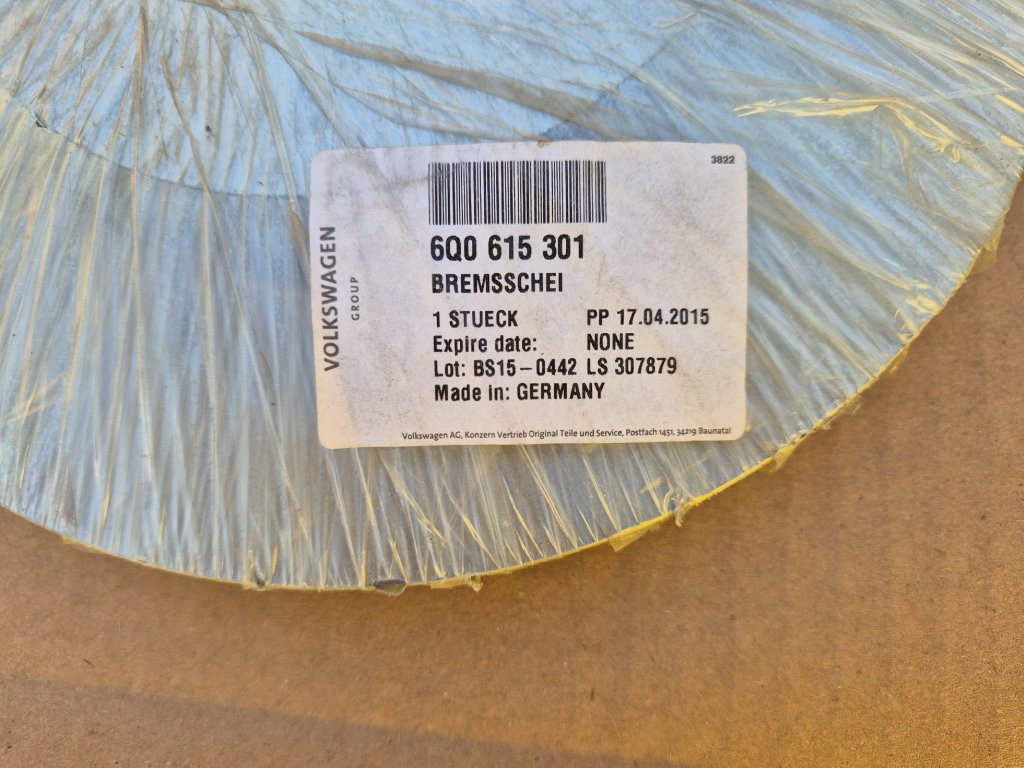 3822
VOLKSWAGEN
GROUP
6Q0 615 301
BREMSSCHEI
1 STUECK PP 17.04.2015
Expire date: NONE
Lot: BS15-0442 LS 307879
Made in: GERMANY
Volkswagen AG, Konzern Vertrieb Original Teile und Service, Postfach 1451, 34219 Baunatal